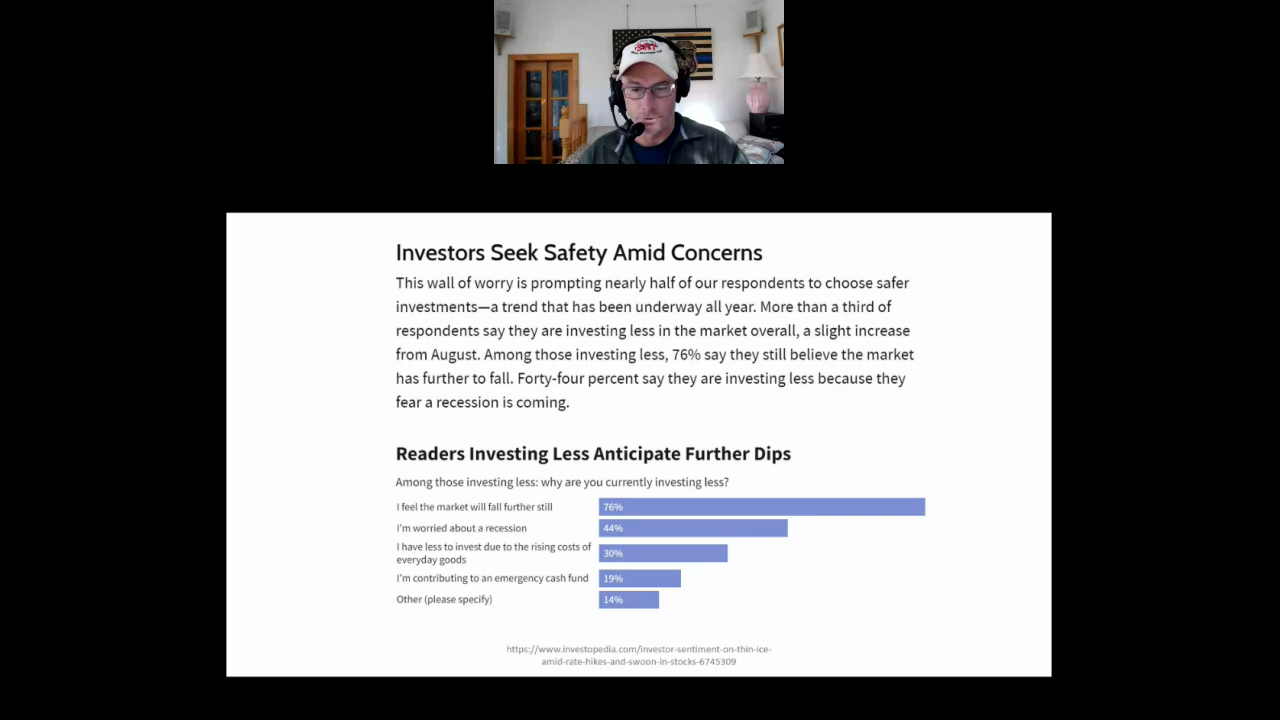 Investors Seek Safety Amid Concerns
This wall of worry is prompting nearly half of our respondents to choose safer
investments—a trend that has been underway all year. More than a third of
respondents say they are investing less in the market overall, a slight increase
from August. Among those investing less, 76% say they still believe the market
has further to fall. Forty-four percent say they are investing less because they
fear a recession is coming.
Readers Investing Less Anticipate Further Dips
Among those investing less: why are you currently investing less?
I feel the market will fall further still 76%
I'm worried about a recession 44%
I have less to invest due to the rising costs of
everyday goods 30%
I'm contributing to an emergency cash fund 19%
Other (please specify) 14%
https://www.investopedia.com/investor-sentiment-on-thin-ice-
amid-rate-hikes-and-swoon-in-stocks-6745309